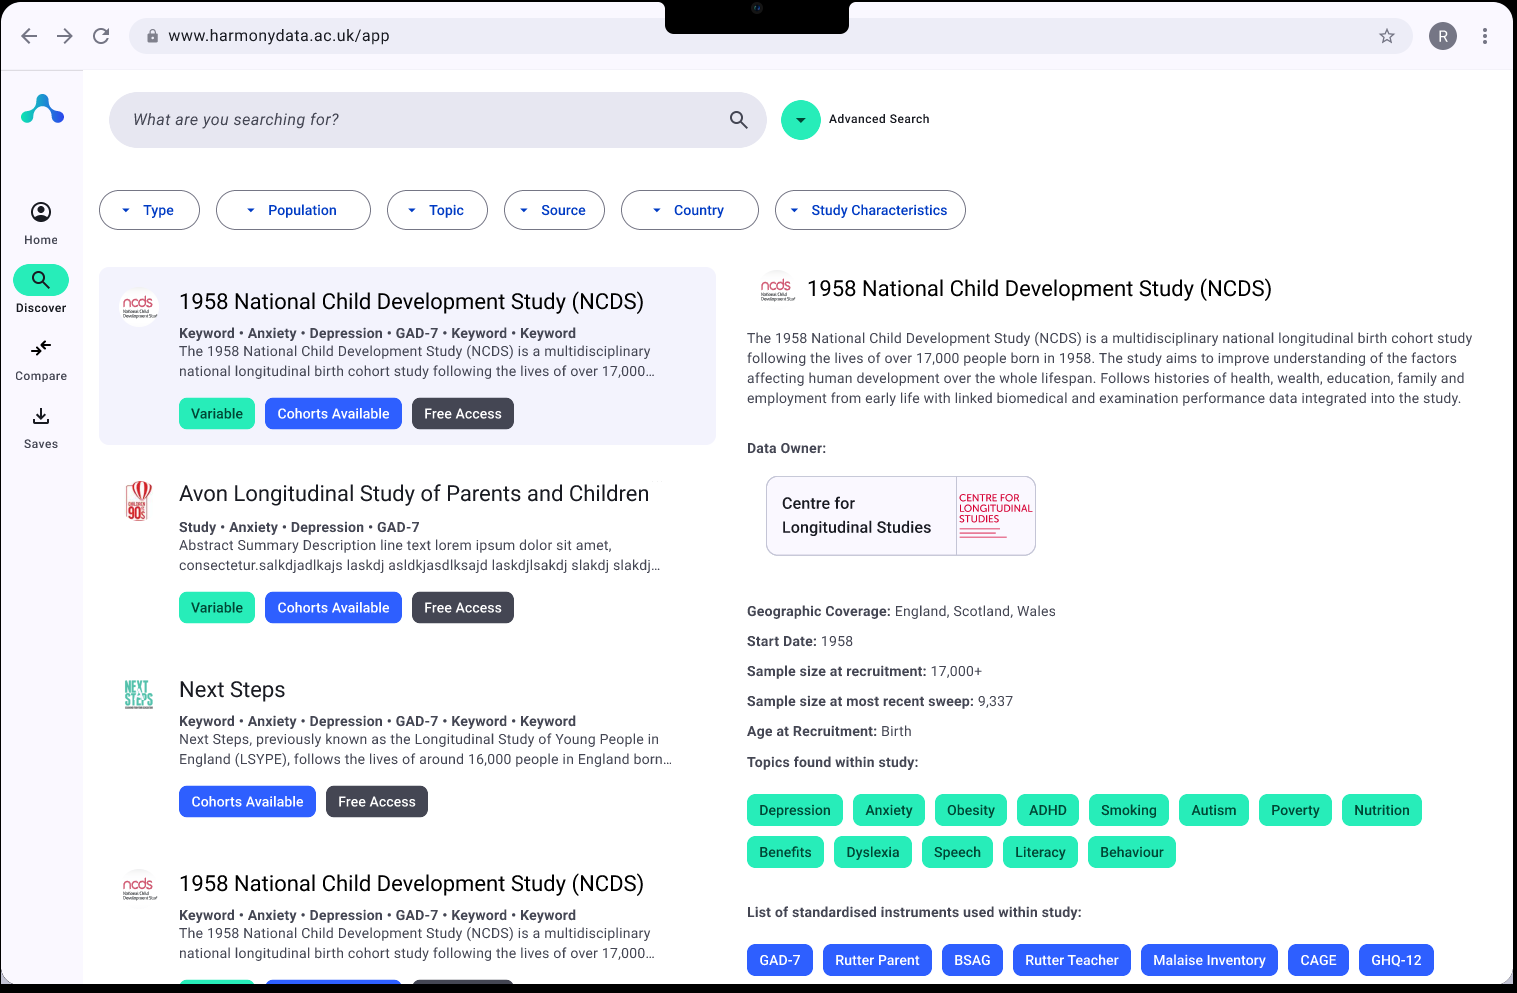 www.harmonydata.ac.uk/app
R
What are you searching for?
Advanced Search
Type
Population
Topic
Source
Country
Study Characteristics
Home
Discover
Compare
Saves
ncds
National Child
Development Study
1958 National Child Development Study (NCDS)
Keyword • Anxiety • Depression • GAD-7 • Keyword • Keyword
The 1958 National Child Development Study (NCDS) is a multidisciplinary
national longitudinal birth cohort study following the lives of over 17,000…
Variable
Cohorts Available
Free Access
CHILDREN
90s
Avon Longitudinal Study of Parents and Children
Study • Anxiety • Depression • GAD-7
Abstract Summary Description line text lorem ipsum dolor sit amet,
consectetur.salkdjadlkajs laskdj asldkjasdlksajd laskdjlsakdj slakdj slakdj…
Variable
Cohorts Available
Free Access
NEXT
STEPS
Next Steps
Keyword • Anxiety • Depression • GAD-7 • Keyword • Keyword
Next Steps, previously known as the Longitudinal Study of Young People in
England (LSYPE), follows the lives of around 16,000 people in England born…
Cohorts Available
Free Access
ncds
National Child
Development Study
1958 National Child Development Study (NCDS)
Keyword • Anxiety • Depression • GAD-7 • Keyword • Keyword
The 1958 National Child Development Study (NCDS) is a multidisciplinary
national longitudinal birth cohort study following the lives of over 17,000…
ncds
National Child
Development Study
1958 National Child Development Study (NCDS)
The 1958 National Child Development Study (NCDS) is a multidisciplinary national longitudinal birth cohort study
following the lives of over 17,000 people born in 1958. The study aims to improve understanding of the factors
affecting human development over the whole lifespan. Follows histories of health, wealth, education, family and
employment from early life with linked biomedical and examination performance data integrated into the study.
Data Owner:
Centre for
Longitudinal Studies
CENTRE FOR
LONGITUDINAL
STUDIES
Geographic Coverage: England, Scotland, Wales
Start Date: 1958
Sample size at recruitment: 17,000+
Sample size at most recent sweep: 9,337
Age at Recruitment: Birth
Topics found within study:
Depression
Anxiety
Obesity
ADHD
Smoking
Autism
Poverty
Nutrition
Benefits
Dyslexia
Speech
Literacy
Behaviour
List of standardised instruments used within study:
GAD-7
Rutter Parent
BSAG
Rutter Teacher
Malaise Inventory
CAGE
GHQ-12